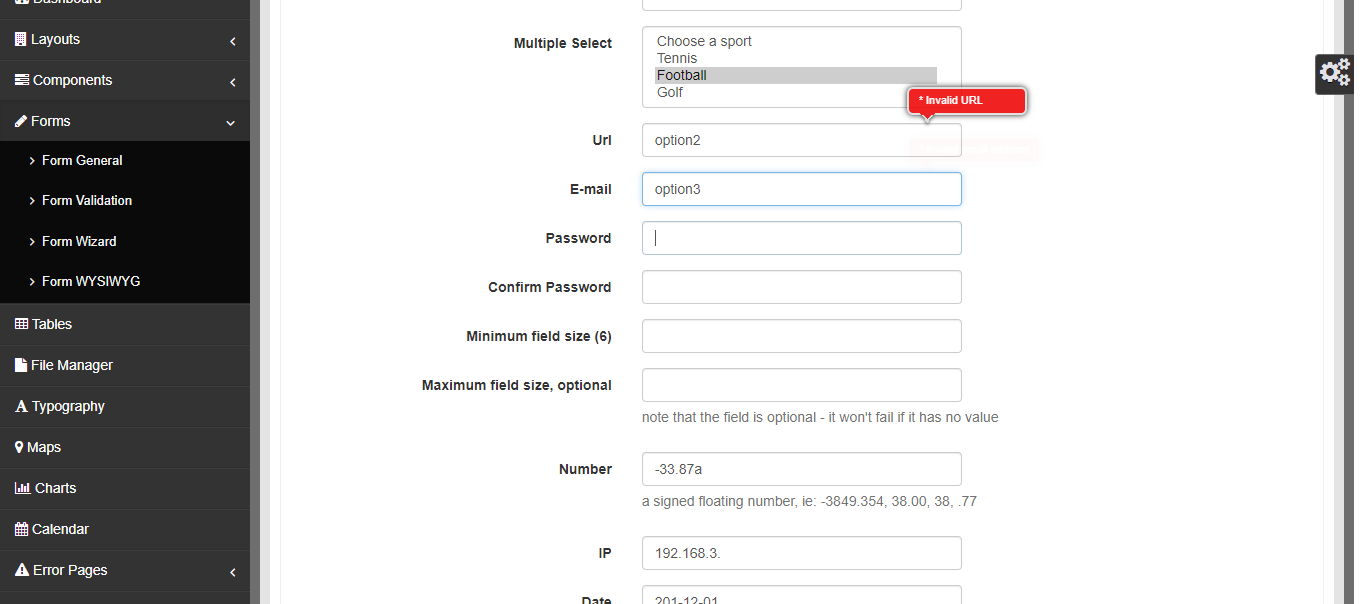 Dashboard
Layouts
Components
Forms
Form General
Form Validation
Form Wizard
Form WYSIWYG
Tables
File Manager
Typography
Maps
Charts
Calendar
Error Pages
Multiple Select
Choose a sport
Tennis
Football
Golf
* Invalid URL
Url option2
E-mail option3
Password
Confirm Password
Minimum field size (6)
Maximum field size, optional
note that the field is optional - it won't fail if it has no value
Number -33.87a
a signed floating number, ie: -3849.354, 38.00, 38, .77
IP 192.168.3.
Date 201-12-01